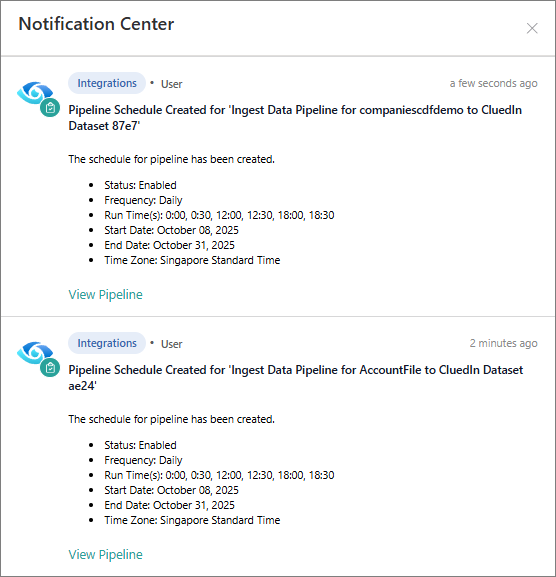 Notification Center
Integrations • User a few seconds ago
Pipeline Schedule Created for 'Ingest Data Pipeline for companiescdfdemo to CluedIn
Dataset 87e7'
The schedule for pipeline has been created.
• Status: Enabled
• Frequency: Daily
• Run Time(s): 0:00, 0:30, 12:00, 12:30, 18:00, 18:30
• Start Date: October 08, 2025
• End Date: October 31, 2025
• Time Zone: Singapore Standard Time
View Pipeline
Integrations • User 2 minutes ago
Pipeline Schedule Created for 'Ingest Data Pipeline for AccountFile to CluedIn Dataset
ae24'
The schedule for pipeline has been created.
• Status: Enabled
• Frequency: Daily
• Run Time(s): 0:00, 0:30, 12:00, 12:30, 18:00, 18:30
• Start Date: October 08, 2025
• End Date: October 31, 2025
• Time Zone: Singapore Standard Time
View Pipeline